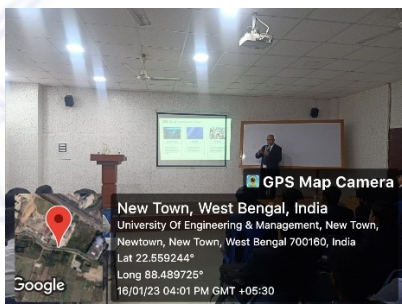 GPS Map Camera
New Town, West Bengal, India
University Of Engineering & Management, New Town,
Newtown, New Town, West Bengal 700160, India
Lat 22.559244°
Long 88.489725°
16/01/23 04:01 PM GMT +05:30
Google